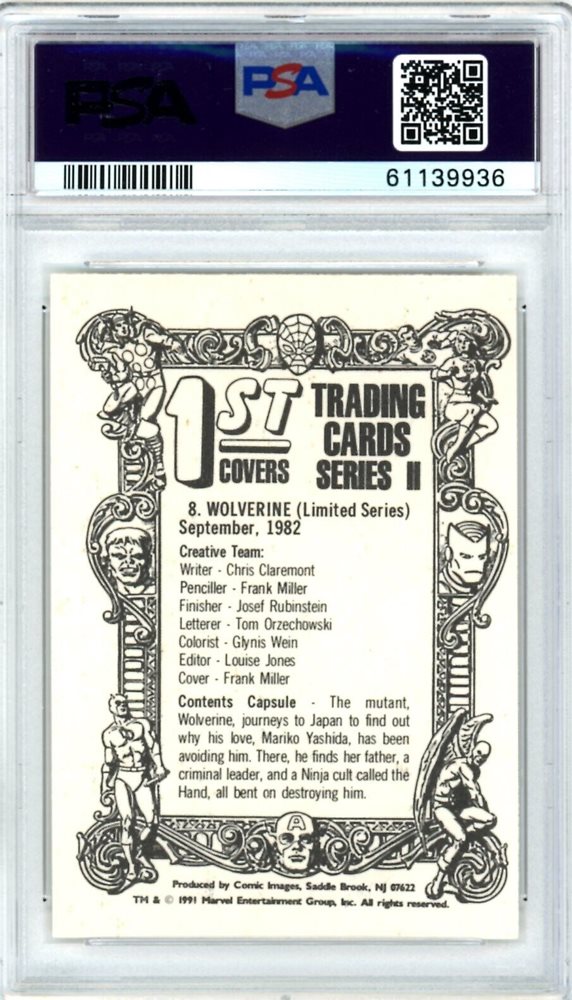 PSA
PSA
61139936
1ST
COVERS
TRADING
CARDS
SERIES II
8. WOLVERINE (Limited Series)
September, 1982
Creative Team:
Writer - Chris Claremont
Penciller - Frank Miller
Finisher - Josef Rubinstein
Letterer - Tom Orzechowski
Colorist - Glynis Wein
Editor - Louise Jones
Cover - Frank Miller
Contents Capsule - The mutant,
Wolverine, journeys to Japan to find out
why his love, Mariko Yashida, has been
avoiding him. There, he finds her father, a
criminal leader, and a Ninja cult called the
Hand, all bent on destroying him.
A
Produced by Comic Images, Saddle Brook, NJ 07622
TM & © 1991 Marvel Entertainment Group, Inc. All rights reserved.